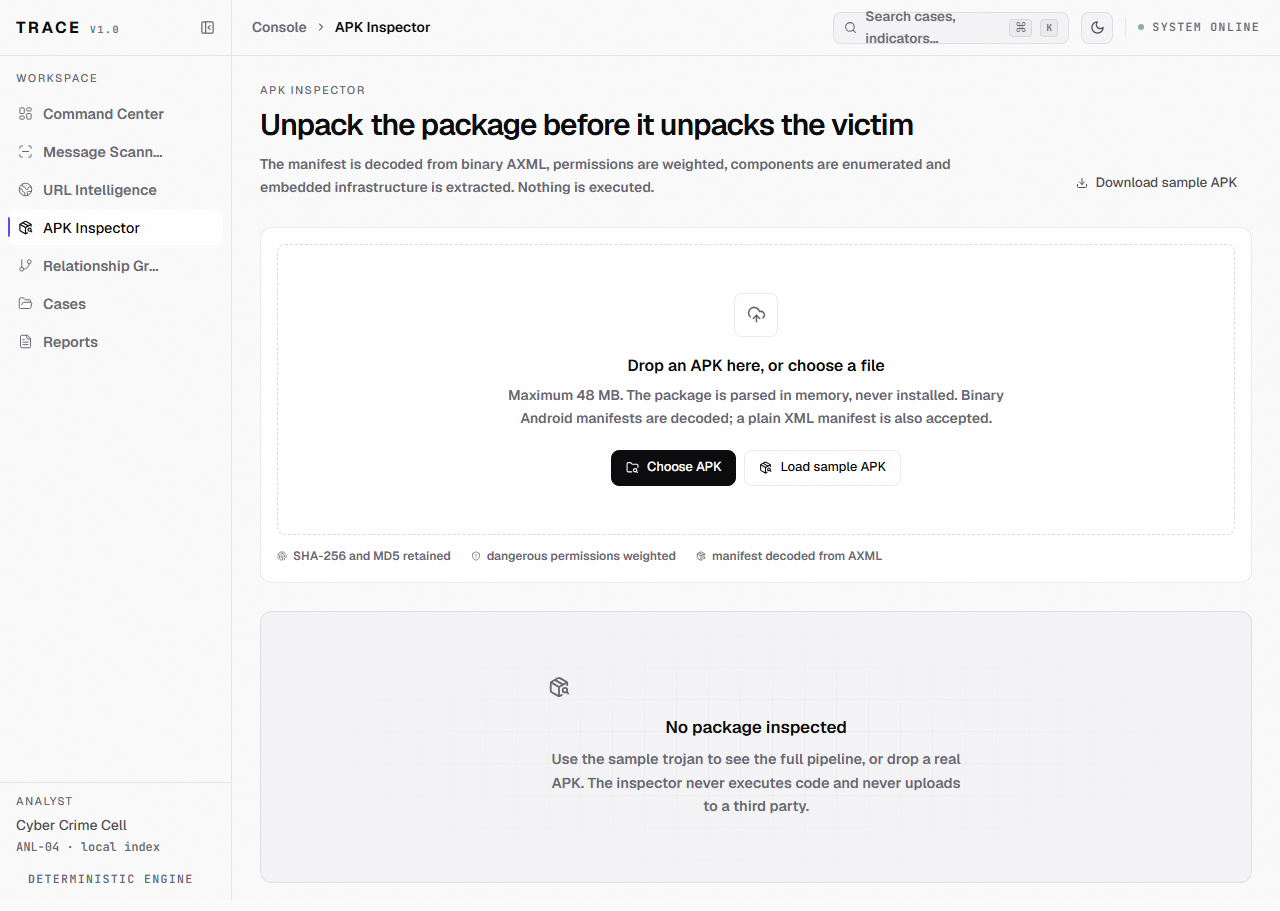 TRACE V1.0
Console > APK Inspector
Search cases,
indicators...
⌘ K
SYSTEM ONLINE
WORKSPACE
Command Center
Message Scann...
URL Intelligence
APK Inspector
Relationship Gr...
Cases
Reports
ANALYST
Cyber Crime Cell
ANL-04 · local index
DETERMINISTIC ENGINE
APK INSPECTOR
Unpack the package before it unpacks the victim
The manifest is decoded from binary AXML, permissions are weighted, components are enumerated and
embedded infrastructure is extracted. Nothing is executed.
Download sample APK
Drop an APK here, or choose a file
Maximum 48 MB. The package is parsed in memory, never installed. Binary
Android manifests are decoded; a plain XML manifest is also accepted.
Choose APK
Load sample APK
SHA-256 and MD5 retained
dangerous permissions weighted
manifest decoded from AXML
No package inspected
Use the sample trojan to see the full pipeline, or drop a real
APK. The inspector never executes code and never uploads
to a third party.